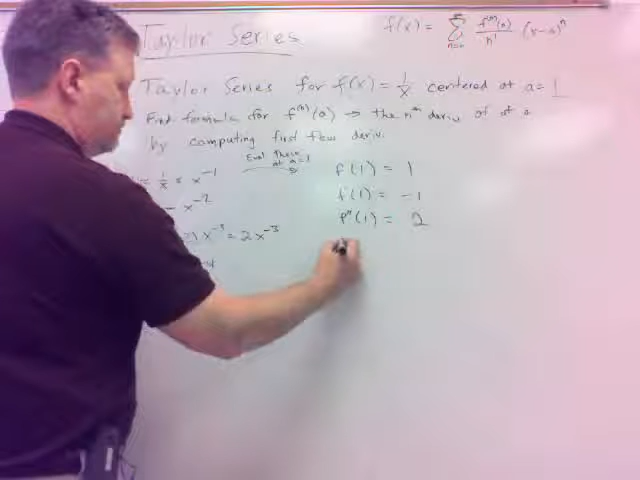 Taylor Series
f(x) = ∞ Σ n=0 f⁽ⁿ⁾(a) / n! (x-a)ⁿ
Taylor Series for f(x) = 1/x centered at a = 1
Find formula for f⁽ⁿ⁾(a) → the nᵗʰ deriv of at a
by computing first few deriv.
Eval these at a=1
= 1/x = x⁻¹
f(1) = 1
- x⁻²
f(1) = -1
x⁻³ = 2x⁻³
f"(1) = 2